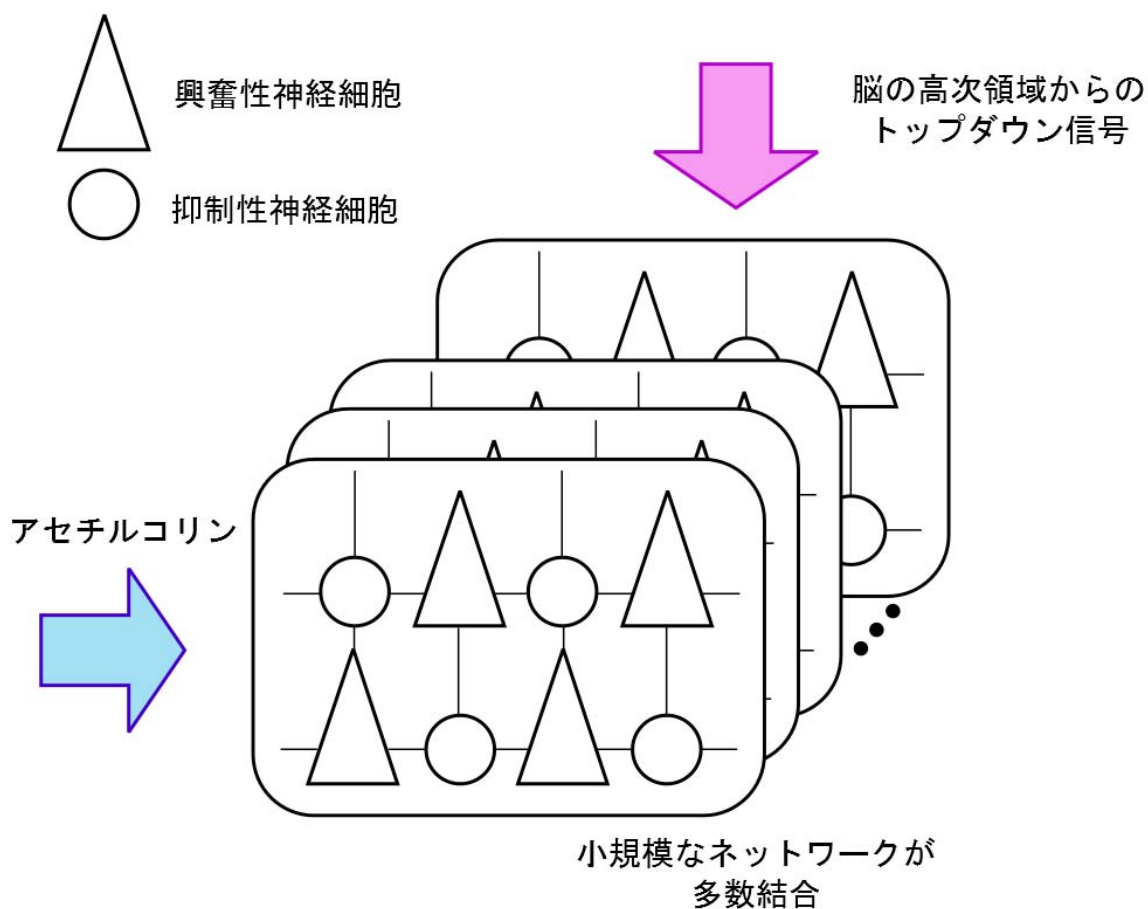 興奮性神経細胞
抑制性神経細胞
脳の高次領域からの
トップダウン信号
アセチルコリン
小規模なネットワークが
多数結合